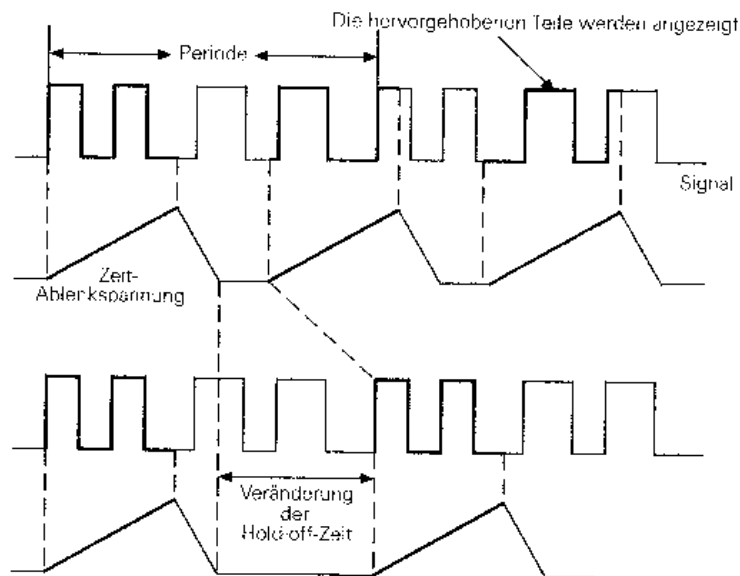 Die hervorgehobenen Teile werden angezeigt
Periode
Signal
Zeit-
Ablenkspannung
Veränderung
der
Hold-off-Zeit